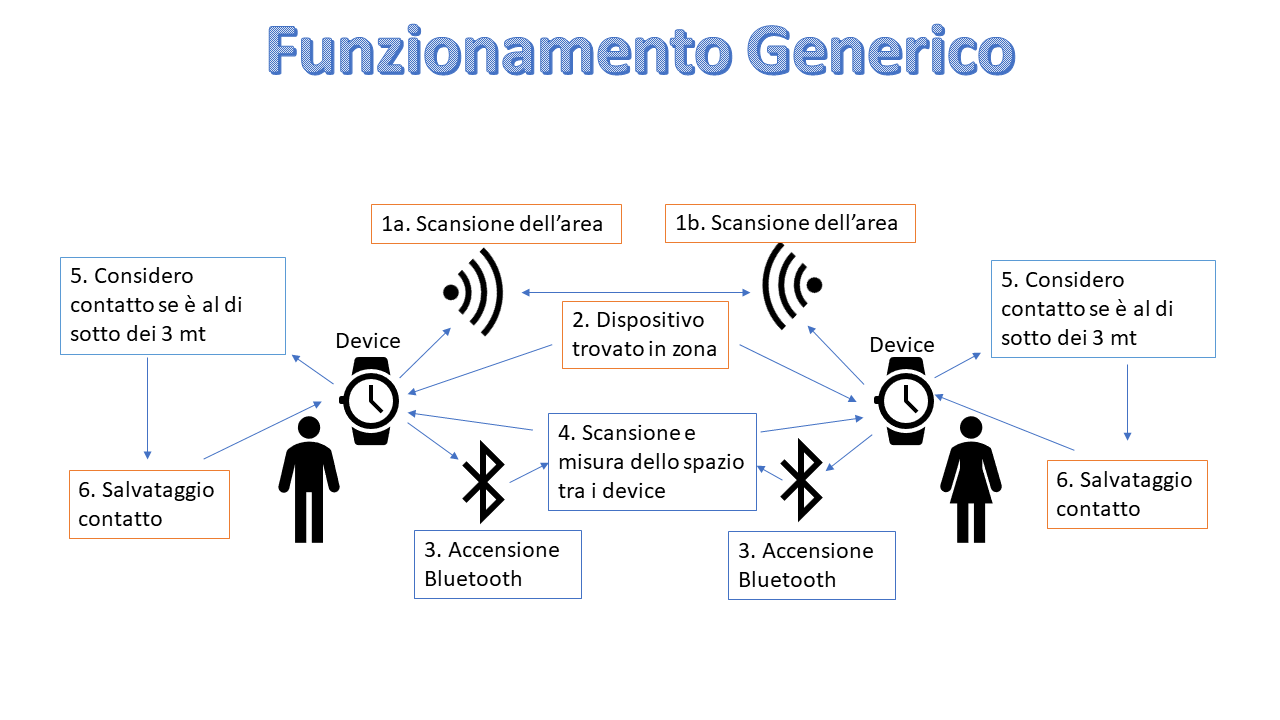 Funzionamento Generico
1a. Scansione dell’area
1b. Scansione dell’area
5. Considero
contatto se è al di
sotto dei 3 mt
2. Dispositivo
trovato in zona
5. Considero
contatto se è al di
sotto dei 3 mt
Device
Device
4. Scansione e
misura dello spazio
tra i device
6. Salvataggio
contatto
6. Salvataggio
contatto
3. Accensione
Bluetooth
3. Accensione
Bluetooth